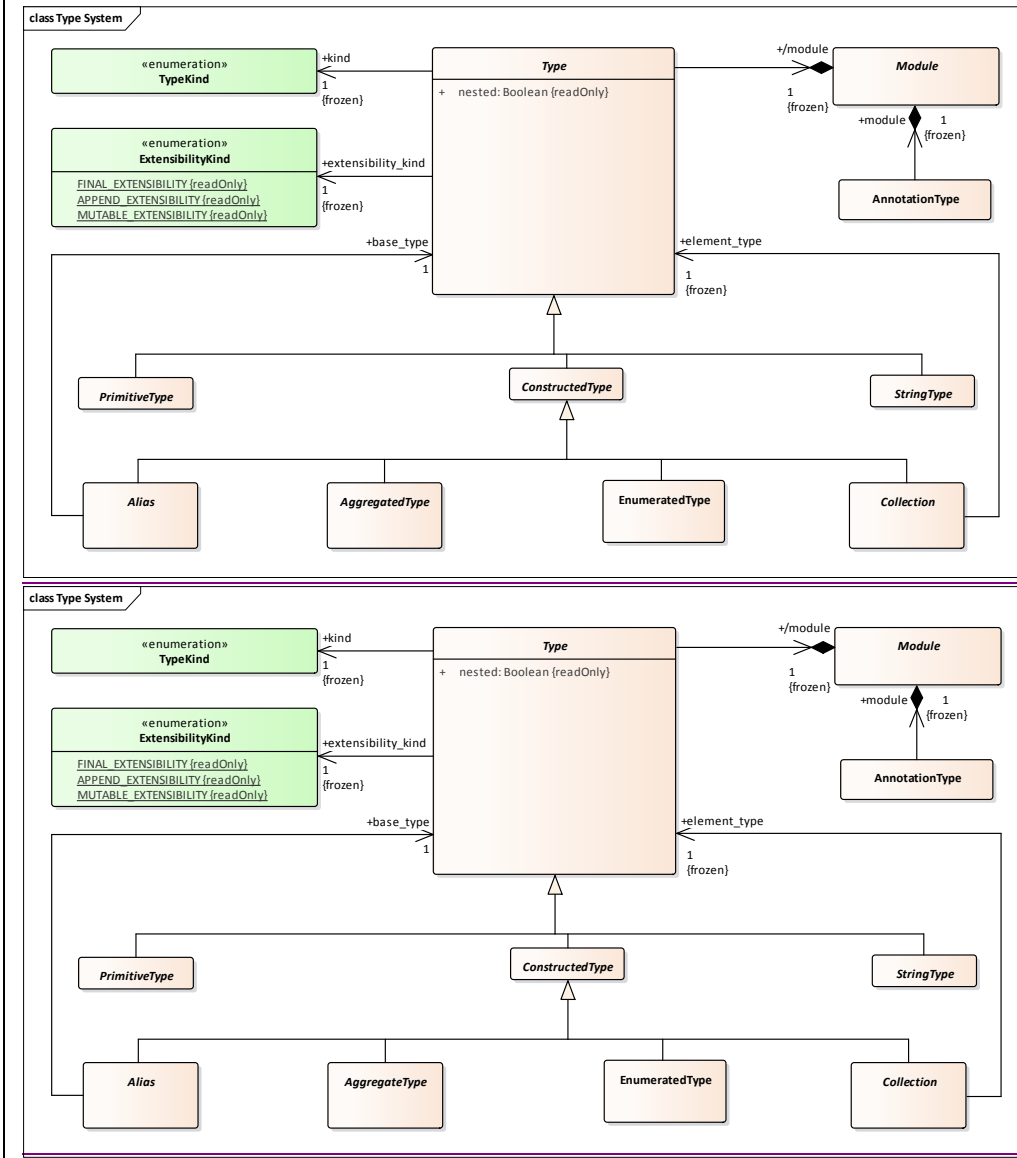 class Type System
«enumeration»
TypeKind
+kind
1
{frozen}
Type
+ nested: Boolean {readOnly}
+/module
1
{frozen}
Module
+module
1
{frozen}
AnnotationType
«enumeration»
ExtensibilityKind
FINAL_EXTENSIBILITY {readOnly}
APPEND_EXTENSIBILITY {readOnly}
MUTABLE_EXTENSIBILITY {readOnly}
+extensibility_kind
1
{frozen}
+base_type
1
+element_type
1
{frozen}
PrimitiveType
ConstructedType
StringType
Alias
AggregatedType
EnumeratedType
Collection
class Type System
«enumeration»
TypeKind
+kind
1
{frozen}
Type
+ nested: Boolean {readOnly}
+/module
1
{frozen}
Module
+module
1
{frozen}
AnnotationType
«enumeration»
ExtensibilityKind
FINAL_EXTENSIBILITY {readOnly}
APPEND_EXTENSIBILITY {readOnly}
MUTABLE_EXTENSIBILITY {readOnly}
+extensibility_kind
1
{frozen}
+base_type
1
+element_type
1
{frozen}
PrimitiveType
ConstructedType
StringType
Alias
AggregateType
EnumeratedType
Collection